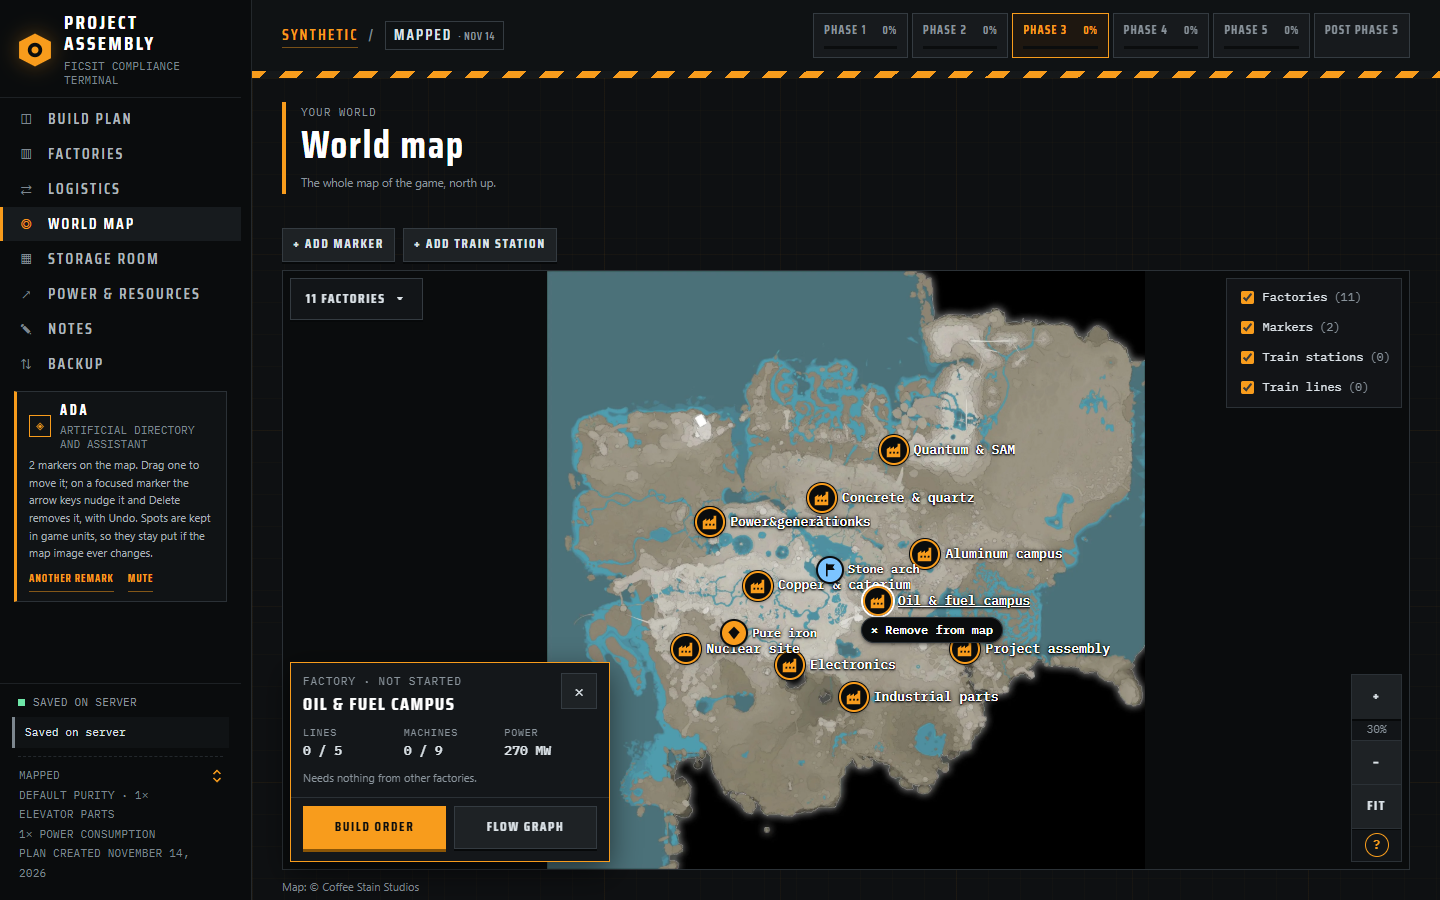 PROJECT
ASSEMBLY
FICSIT COMPLIANCE
TERMINAL
BUILD PLAN
FACTORIES
LOGISTICS
WORLD MAP
STORAGE ROOM
POWER & RESOURCES
NOTES
BACKUP
ADA
ARTIFICIAL DIRECTORY
AND ASSISTANT
2 markers on the map. Drag one to
move it; on a focused marker the
arrow keys nudge it and Delete
removes it, with Undo. Spots are kept
in game units, so they stay put if the
map image ever changes.
ANOTHER REMARK MUTE
SAVED ON SERVER
Saved on server
MAPPED
DEFAULT PURITY · 1×
ELEVATOR PARTS
1× POWER CONSUMPTION
PLAN CREATED NOVEMBER 14,
2026
SYNTHETIC / MAPPED · NOV 14
PHASE 1 0%
PHASE 2 0%
PHASE 3 0%
PHASE 4 0%
PHASE 5 0%
POST PHASE 5
YOUR WORLD
World map
The whole map of the game, north up.
+ ADD MARKER
+ ADD TRAIN STATION
11 FACTORIES
Factories (11)
Markers (2)
Train stations (0)
Train lines (0)
Quantum & SAM
Concrete & quartz
Power generation
Aluminum campus
Stone arch
Copper & caterium
Oil & fuel campus
× Remove from map
Pure iron
Nuclear site
Project assembly
Electronics
Industrial parts
FACTORY · NOT STARTED
OIL & FUEL CAMPUS
×
LINES MACHINES POWER
0 / 5 0 / 9 270 MW
Needs nothing from other factories.
BUILD ORDER
FLOW GRAPH
+
30%
−
FIT
?
Map: © Coffee Stain Studios